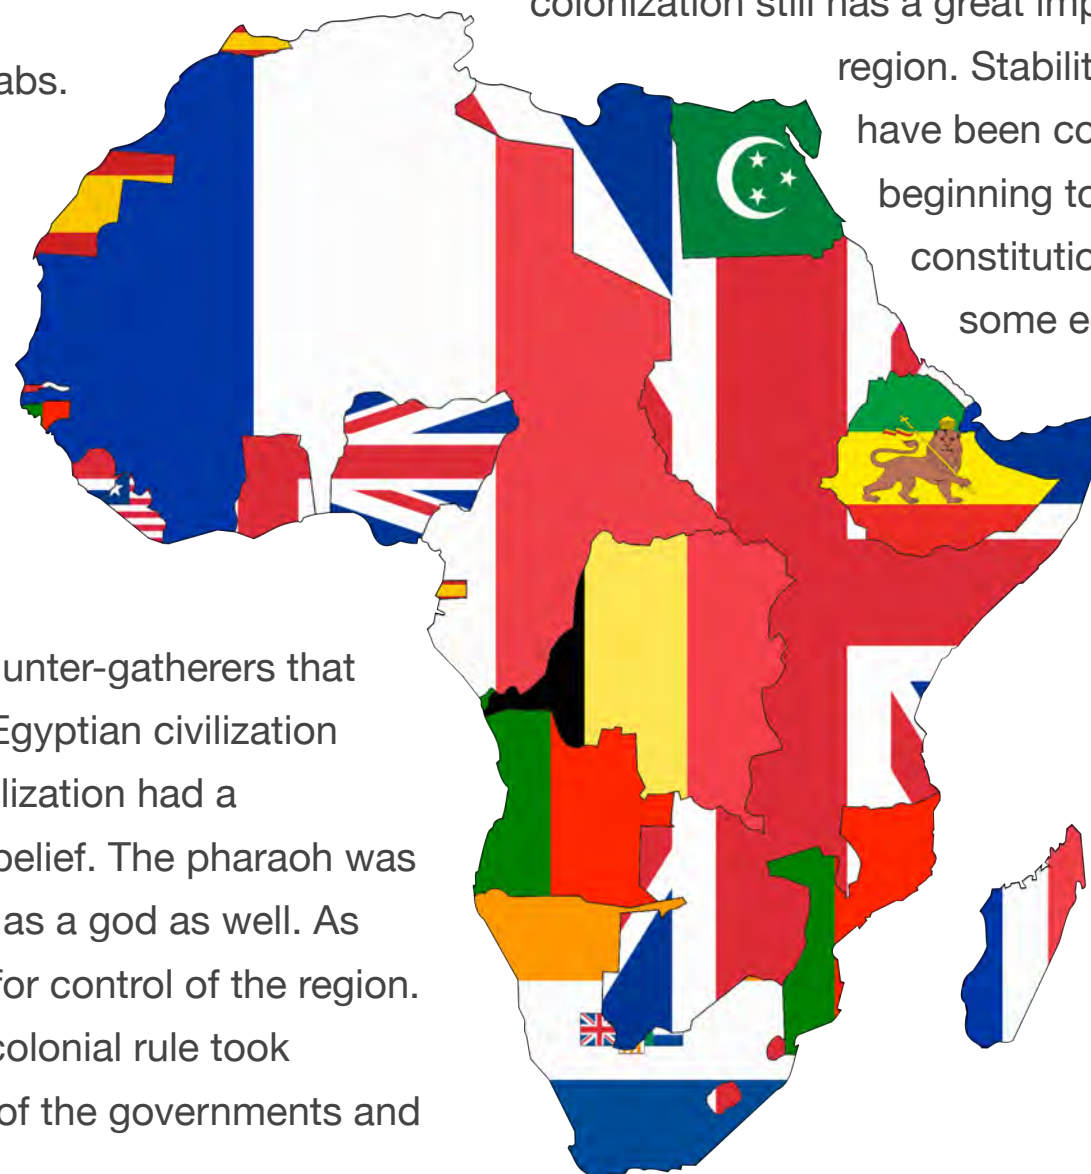 colonization still has a great imp
abs.
region. Stabilit
have been co
beginning to
constitutio
some e
unter-gatherers that
Egyptian civilization
ilization had a
belief. The pharaoh was
as a god as well. As
for control of the region.
colonial rule took
of the governments and